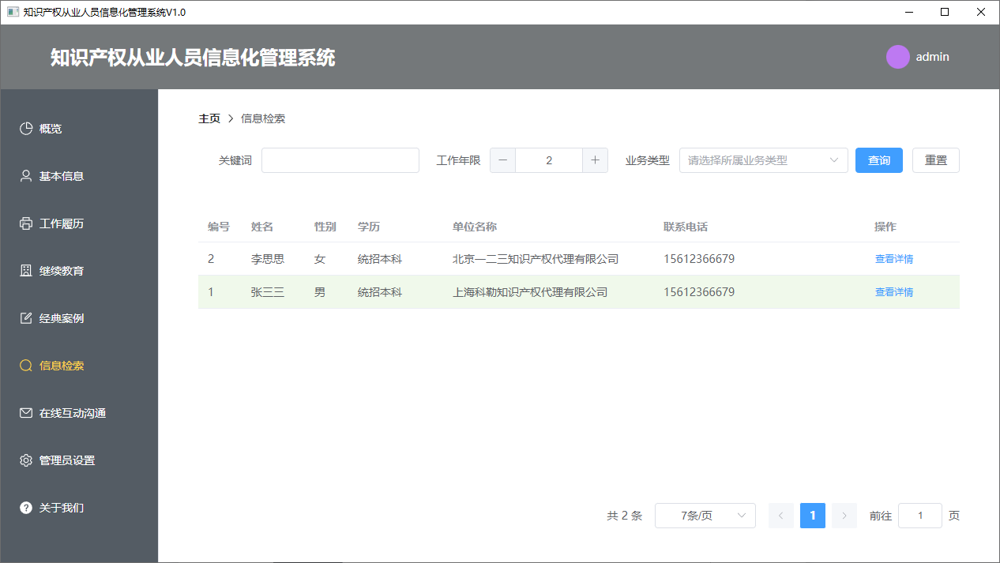 知识产权从业人员信息化管理系统V1.0
知识产权从业人员信息化管理系统
admin
概览
基本信息
工作履历
继续教育
经典案例
信息检索
在线互动沟通
管理员设置
关于我们
主页 > 信息检索
关键词 工作年限 2 业务类型 请选择所属业务类型 查询 重置
编号 姓名 性别 学历 单位名称 联系电话 操作
2 李思思 女 统招本科 北京一二三知识产权代理有限公司 15612366679 查看详情
1 张三三 男 统招本科 上海科勒知识产权代理有限公司 15612366679 查看详情
共 2 条 7条/页 1 前往 1 页